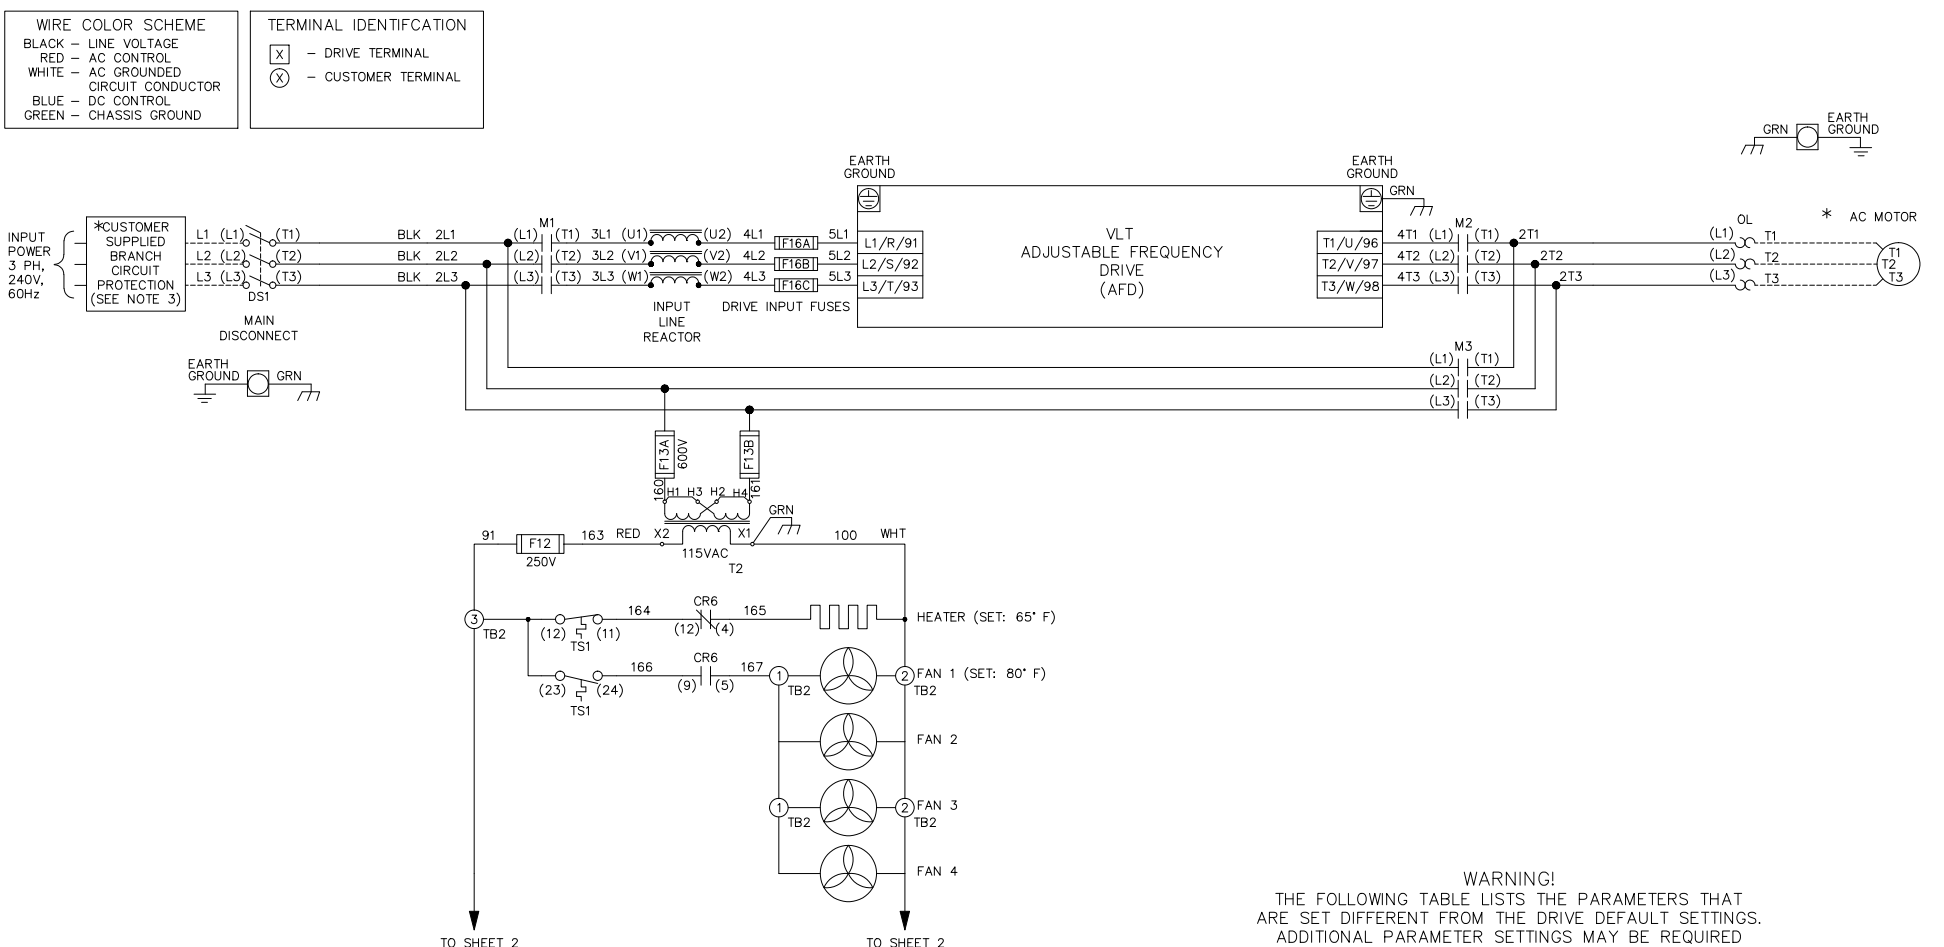 WIRE COLOR SCHEME
BLACK – LINE VOLTAGE
RED – AC CONTROL
WHITE – AC GROUNDED
CIRCUIT CONDUCTOR
BLUE – DC CONTROL
GREEN – CHASSIS GROUND
TERMINAL IDENTIFCATION
X – DRIVE TERMINAL
X – CUSTOMER TERMINAL
GRN
EARTH
GROUND
INPUT
POWER
3 PH,
240V,
60Hz
*CUSTOMER
SUPPLIED
BRANCH
CIRCUIT
PROTECTION
(SEE NOTE 3)
L1 (L1) (T1) BLK 2L1 (L1) M1 (T1) 3L1 (U1) (U2) 4L1 F16A 5L1 L1/R/91
L2 (L2) (T2) BLK 2L2 (L2) (T2) 3L2 (V1) (V2) 4L2 F16B 5L2 L2/S/92
L3 (L3) (T3) BLK 2L3 (L3) (T3) 3L3 (W1) (W2) 4L3 F16C 5L3 L3/T/93
DS1
MAIN
DISCONNECT
INPUT
LINE
REACTOR
DRIVE INPUT FUSES
EARTH
GROUND
VLT
ADJUSTABLE FREQUENCY
DRIVE
(AFD)
EARTH
GROUND
GRN
T1/U/96 4T1 (L1) M2 (T1) 2T1 (L1) OL T1
T2/V/97 4T2 (L2) (T2) 2T2 (L2) T2
T3/W/98 4T3 (L3) (T3) 2T3 (L3) T3
* AC MOTOR
T1
T2
T3
EARTH
GROUND GRN
M3
(L1) (T1)
(L2) (T2)
(L3) (T3)
F13A
600V
F13B
160
161
H1 H3 H2 H4
GRN
91 F12 163 RED X2 X1 100 WHT
250V
115VAC
T2
3
TB2
(12) (11)
TS1
164
CR6
(12) (4)
165
HEATER (SET: 65° F)
(23) (24)
TS1
166
CR6
(9) (5)
167
1
TB2
2
TB2
FAN 1 (SET: 80° F)
FAN 2
1
TB2
2
TB2
FAN 3
FAN 4
TO SHEET 2
TO SHEET 2
WARNING!
THE FOLLOWING TABLE LISTS THE PARAMETERS THAT
ARE SET DIFFERENT FROM THE DRIVE DEFAULT SETTINGS.
ADDITIONAL PARAMETER SETTINGS MAY BE REQUIRED